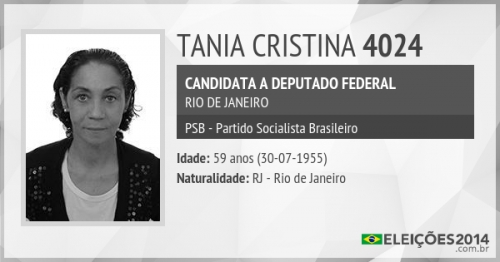 TANIA CRISTINA 4024
CANDIDATA A DEPUTADO FEDERAL
RIO DE JANEIRO
PSB - Partido Socialista Brasileiro
Idade: 59 anos (30-07-1955)
Naturalidade: RJ - Rio de Janeiro
ELEIÇÕES2014
.com.br